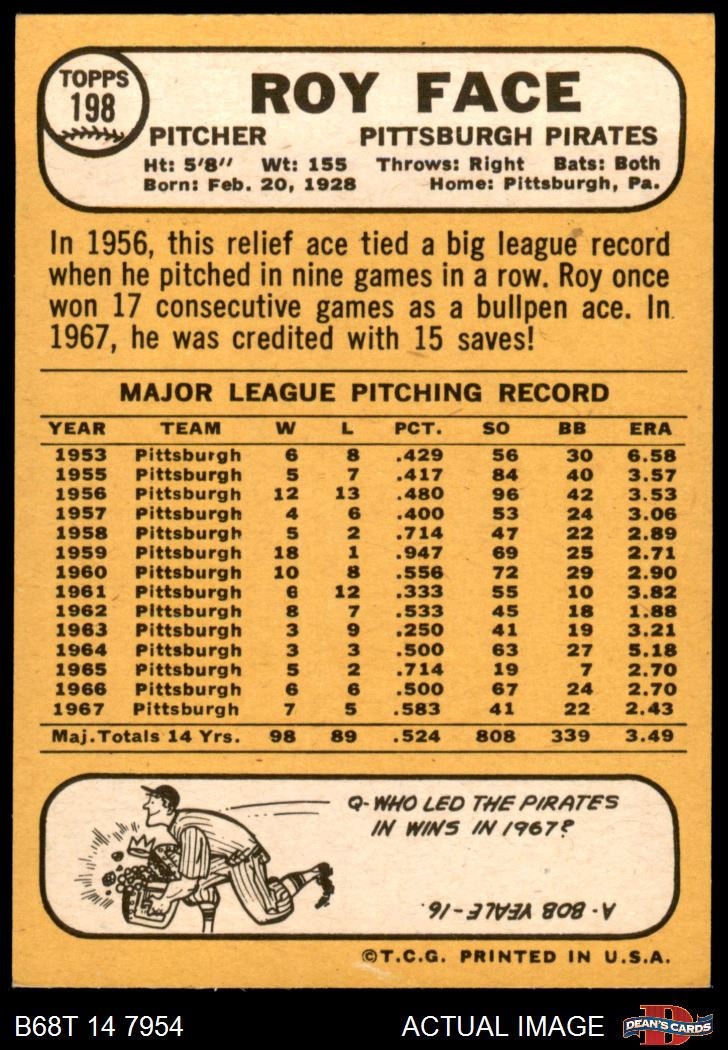 TOPPS
198
ROY FACE
PITCHER PITTSBURGH PIRATES
Ht: 5'8" Wt: 155 Throws: Right Bats: Both
Born: Feb. 20, 1928 Home: Pittsburgh, Pa.
In 1956, this relief ace tied a big league record
when he pitched in nine games in a row. Roy once
won 17 consecutive games as a bullpen ace. In
1967, he was credited with 15 saves!
MAJOR LEAGUE PITCHING RECORD
YEAR TEAM W L PCT. SO BB ERA
1953 Pittsburgh 6 8 .429 56 30 6.58
1955 Pittsburgh 5 7 .417 84 40 3.57
1956 Pittsburgh 12 13 .480 96 42 3.53
1957 Pittsburgh 4 6 .400 53 24 3.06
1958 Pittsburgh 5 2 .714 47 22 2.89
1959 Pittsburgh 18 1 .947 69 25 2.71
1960 Pittsburgh 10 8 .556 72 29 2.90
1961 Pittsburgh 6 12 .333 55 10 3.82
1962 Pittsburgh 8 7 .533 45 18 1.88
1963 Pittsburgh 3 9 .250 41 19 3.21
1964 Pittsburgh 3 3 .500 63 27 5.18
1965 Pittsburgh 5 2 .714 19 7 2.70
1966 Pittsburgh 6 6 .500 67 24 2.70
1967 Pittsburgh 7 5 .583 41 22 2.43
Maj.Totals 14 Yrs. 98 89 .524 808 339 3.49
Q-WHO LED THE PIRATES
IN WINS IN 1967?
A-BOB VEALE-16.
©T.C.G. PRINTED IN U.S.A.
B68T 14 7954 ACTUAL IMAGE
D
DEAN'S CARDS